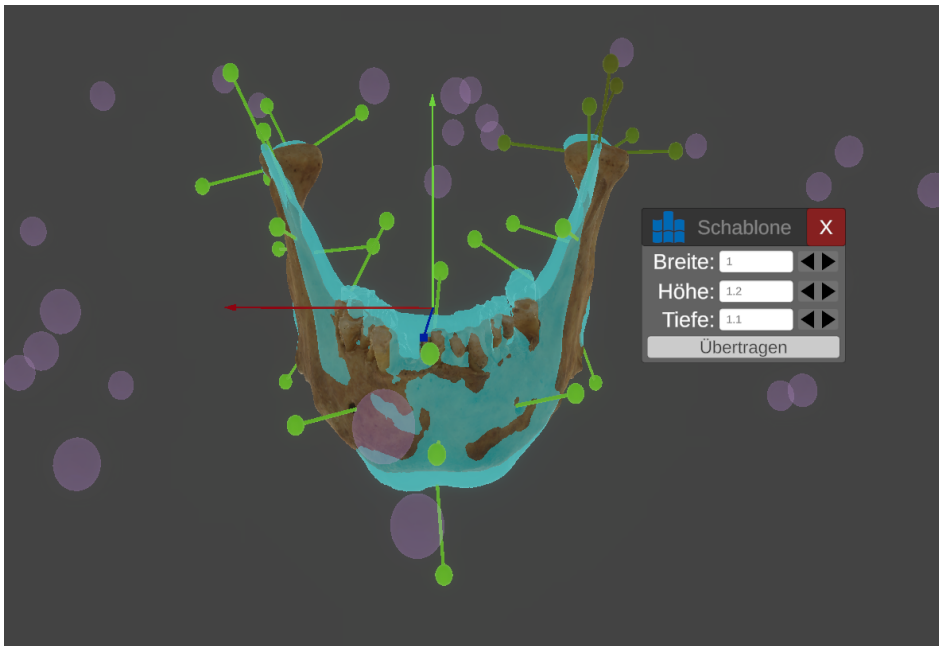 Schablone X
Breite: 1
Höhe: 1.2
Tiefe: 1.1
Übertragen